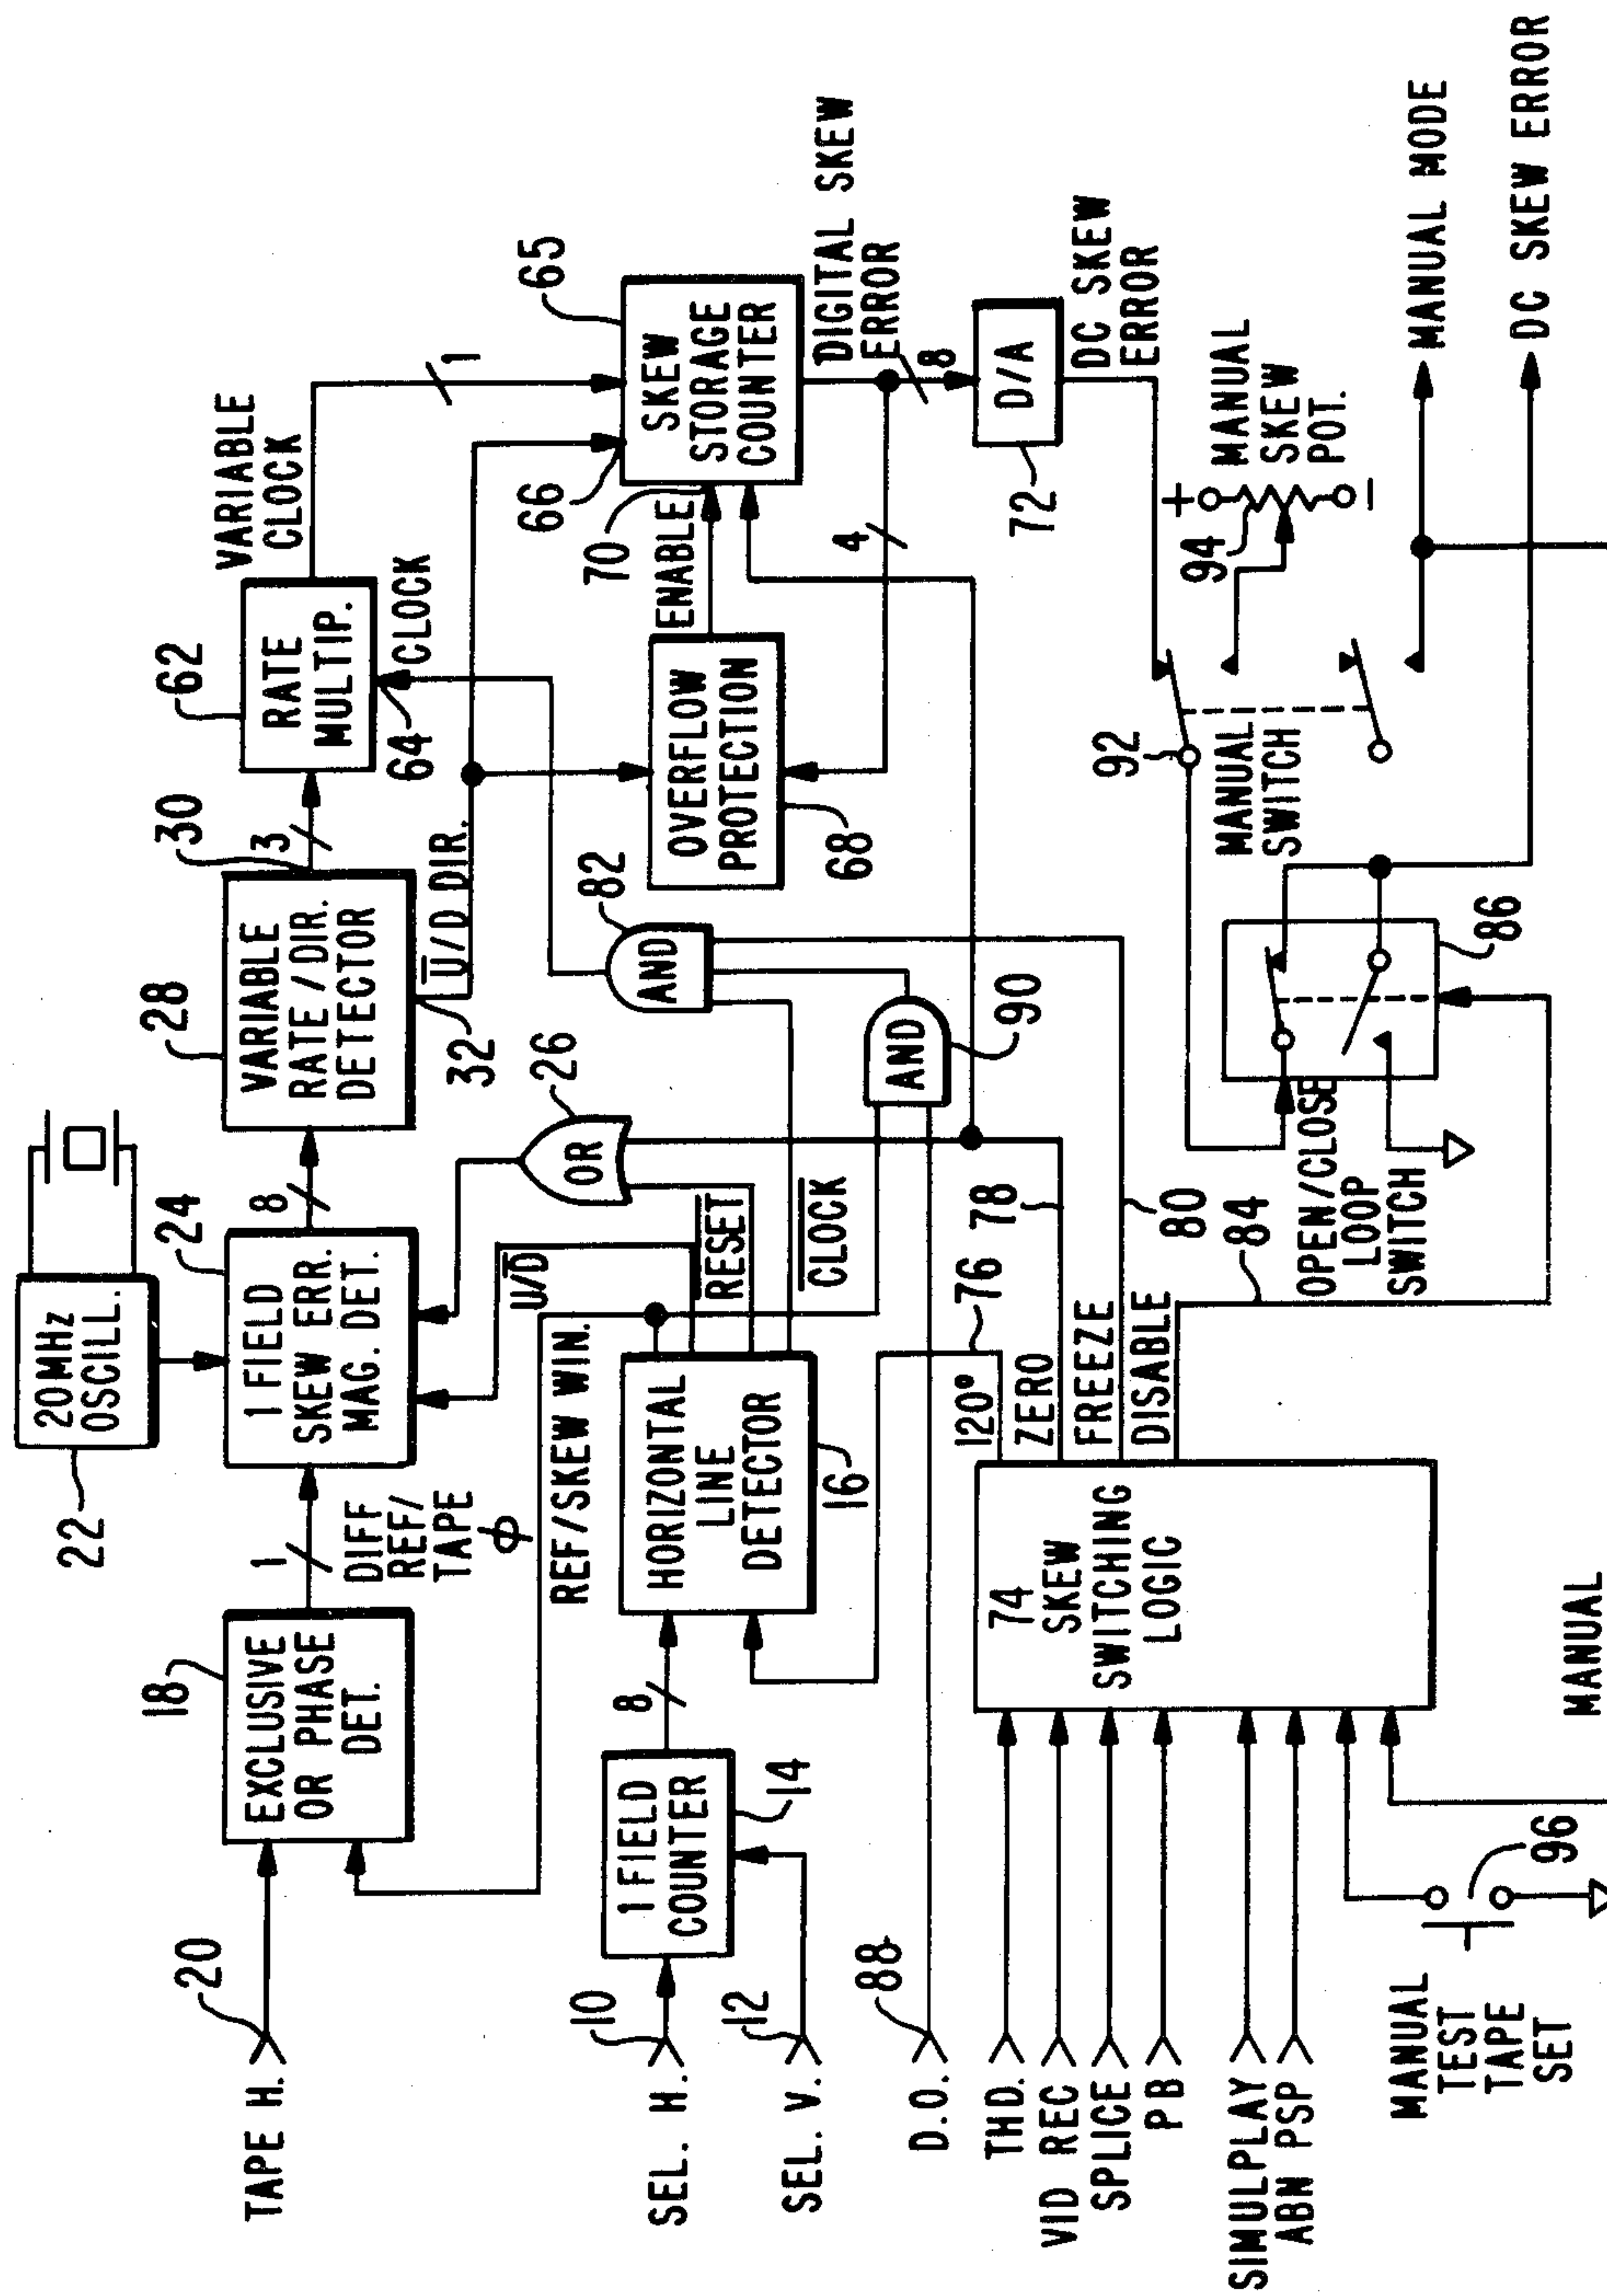 20MHz
OSCILL.
22
TAPE H.
20
18
EXCLUSIVE
OR PHASE
DET.
1
DIFF
REF/
TAPE
ϕ
24
1 FIELD
SKEW ERR.
MAG. DET.
8
28
VARIABLE
RATE/DIR.
DETECTOR
30
3
32
U̅/D DIR.
62
RATE
MULTIP.
64
CLOCK
VARIABLE
CLOCK
1
65
66
SKEW
STORAGE
COUNTER
70
ENABLE
DIGITAL SKEW
ERROR
8
4
OVERFLOW
PROTECTION
68
D/A
72
DC SKEW
ERROR
SEL. H.
10
SEL. V.
12
1 FIELD
COUNTER
14
8
HORIZONTAL
LINE
DETECTOR
16
REF/SKEW WIN.
U/D̅
R̅E̅S̅E̅T̅
C̅L̅O̅C̅K̅
OR
26
AND
82
AND
90
D.O.
88
THD.
VID REC
SPLICE
PB
SIMULPLAY
ABN PSP
74
SKEW
SWITCHING
LOGIC
120°
76
ZERO
78
FREEZE
80
DISABLE
84
OPEN/CLOSE
LOOP
SWITCH
86
92
MANUAL
SWITCH
94
+
−
MANUAL
SKEW
POT.
MANUAL MODE
DC SKEW ERROR
MANUAL
TEST
TAPE
SET
96
MANUAL